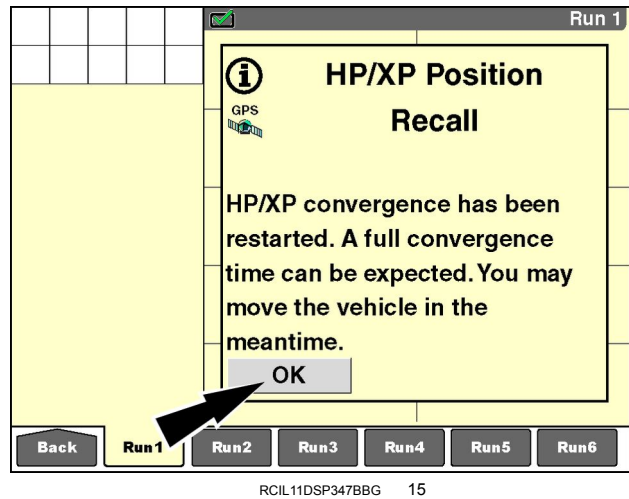 Run 1
HP/XP Position
GPS
Recall
HP/XP convergence has been
restarted. A full convergence
time can be expected. You may
move the vehicle in the
meantime.
OK
Back Run1 Run2 Run3 Run4 Run5 Run6
RCIL11DSP347BBG 15